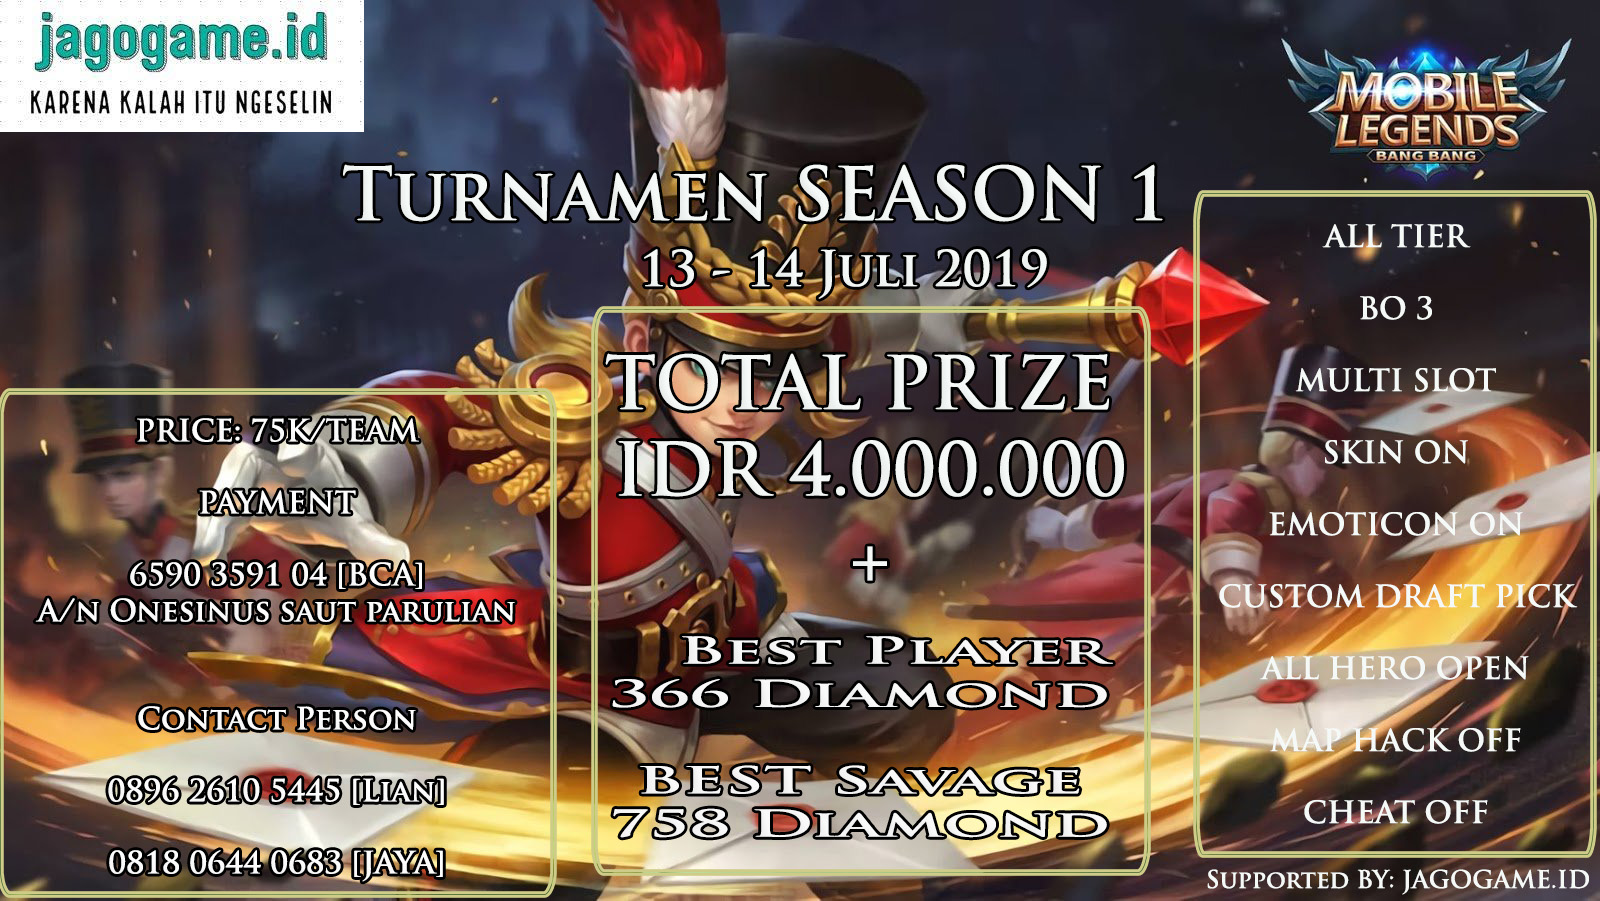 jagogame.id
KARENA KALAH ITU NGESELIN
MOBILE
LEGENDS
BANG BANG
TURNAMEN SEASON 1
13 - 14 JULI 2019
PRICE: 75K/TEAM
PAYMENT
6590 3591 04 [BCA]
A/N ONESINUS SAUT PARULIAN
CONTACT PERSON
0896 2610 5445 [LIAN]
0818 0644 0683 [JAYA]
TOTAL PRIZE
IDR 4.000.000
+
BEST PLAYER
366 DIAMOND
BEST SAVAGE
758 DIAMOND
ALL TIER
BO 3
MULTI SLOT
SKIN ON
EMOTICON ON
CUSTOM DRAFT PICK
ALL HERO OPEN
MAP HACK OFF
CHEAT OFF
SUPPORTED BY: JAGOGAME.ID